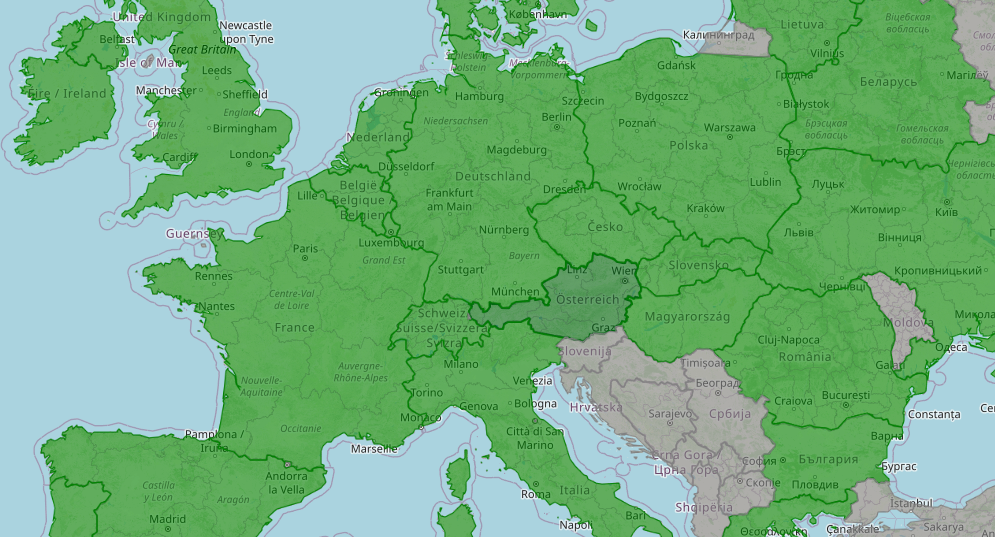 United Kingdom
København
Newcastle
upon Tyne
Lietuva
Віцебская
вобласць
Калининград
Belfast
Great Britain
Vilnius
Isle of Man
Schleswig-
Holstein
Mecklenburg-
Vorpommern
Gdańsk
Leeds
Гродна
Беларусь
Éire / Ireland
Manchester
Sheffield
Groningen
Hamburg
Szczecin
Bydgoszcz
Białystok
England
Cymru /
Wales
Birmingham
Niedersachsen
Berlin
Poznań
Warszawa
Брэсцкая
вобласць
Гомельская
вобласць
Nederland
Polska
Cardiff
London
Magdeburg
Брэст
Düsseldorf
Deutschland
België /
Belgique /
Belgien
Lille
Frankfurt
am Main
Dresden
Wrocław
Lublin
Луцьк
Житомир
Київ
Kraków
Guernsey
Nürnberg
Česko
Львів
Вінниця
Paris
Luxembourg
Grand Est
Bayern
Rennes
Stuttgart
Linz
Wien
Slovensko
Кропивницький
München
Чернівці
Centre-Val
de Loire
Nantes
Österreich
Schweiz/
Suisse/Svizzera/
Svizra
Magyarország
Moldova
France
Graz
Cluj-Napoca
România
Одеса
Slovenija
Timișoara
Galați
Milano
Auvergne-
Rhône-Alpes
Nouvelle-
Aquitaine
Venezia
Београд
Torino
Genova
Bologna
Hrvatska
Sarajevo
Србија
Craiova
București
Constanța
Monaco
Occitanie
Pamplona /
Iruña
Marseille
Città di San
Marino
Варна
Crna Gora /
Црна Гора
София
България
Бургас
Andorra
la Vella
Castilla
y León
Aragón
Roma
Italia
Скопје
Пловдив
Shqipëria
Istanbul
Madrid
Napoli
Bari
Θεσσαλονίκη
Çanakkale
Sakarya